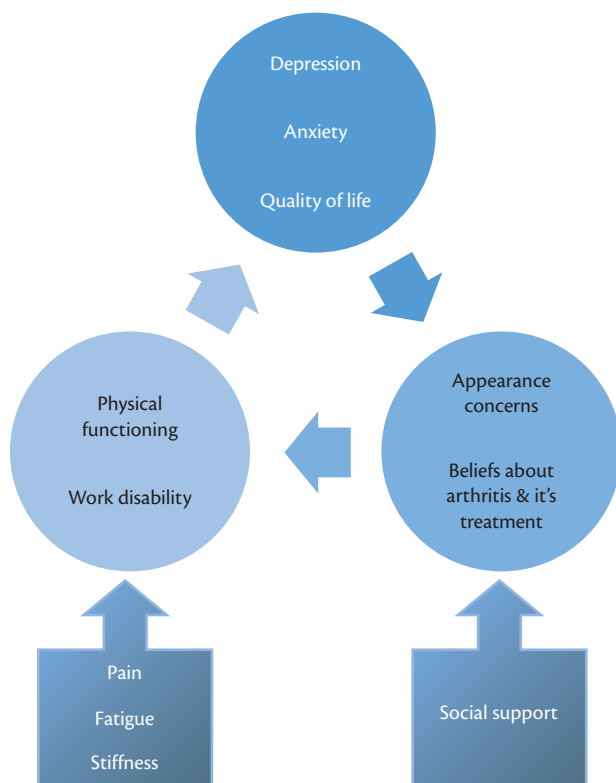 Depression
Anxiety
Quality of life
Physical
functioning
Work disability
Appearance
concerns
Beliefs about
arthritis & it's
treatment
Pain
Fatigue
Stiffness
Social support